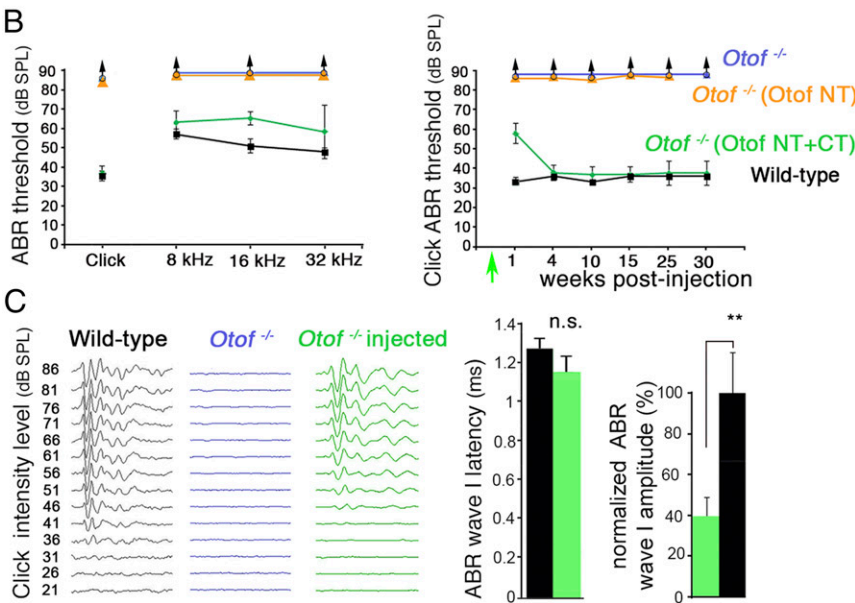 B
ABR threshold (dB SPL)
90
80
70
60
50
40
30
20
10
0
Click 8 kHz 16 kHz 32 kHz
Click ABR threshold (dB SPL)
90
80
70
60
50
40
30
20
10
0
1 4 10 15 25 30
weeks post-injection
Otof -/-
Otof -/- (Otof NT)
Otof -/- (Otof NT+CT)
Wild-type
C
Wild-type Otof -/- Otof -/- injected
Click intensity level (dB SPL)
86
81
76
71
66
61
56
51
46
41
36
31
26
21
ABR wave I latency (ms)
1.4
1.2
1
0.8
0.6
0.4
0.2
0
n.s.
normalized ABR
wave I amplitude (%)
100
80
60
40
20
0
**